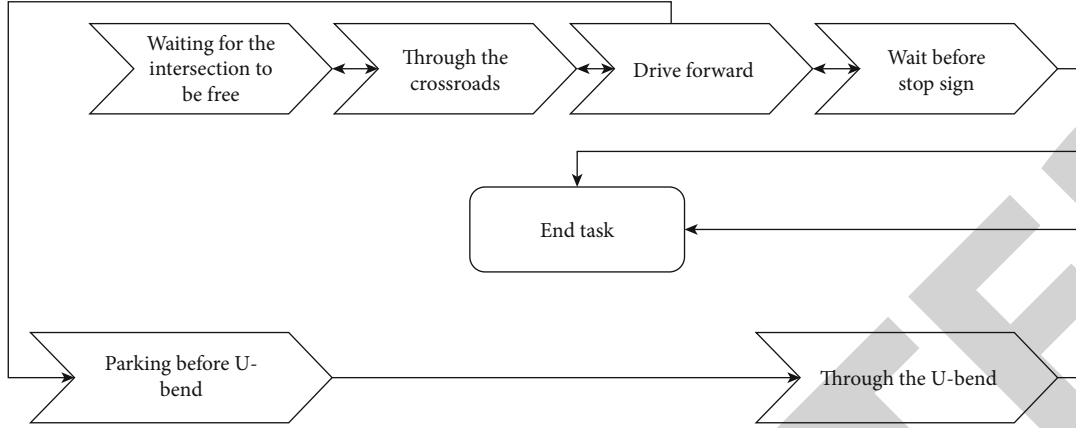 Waiting for the
intersection to
be free
Through the
crossroads
Drive forward
Wait before
stop sign
End task
Parking before U-
bend
Through the U-bend